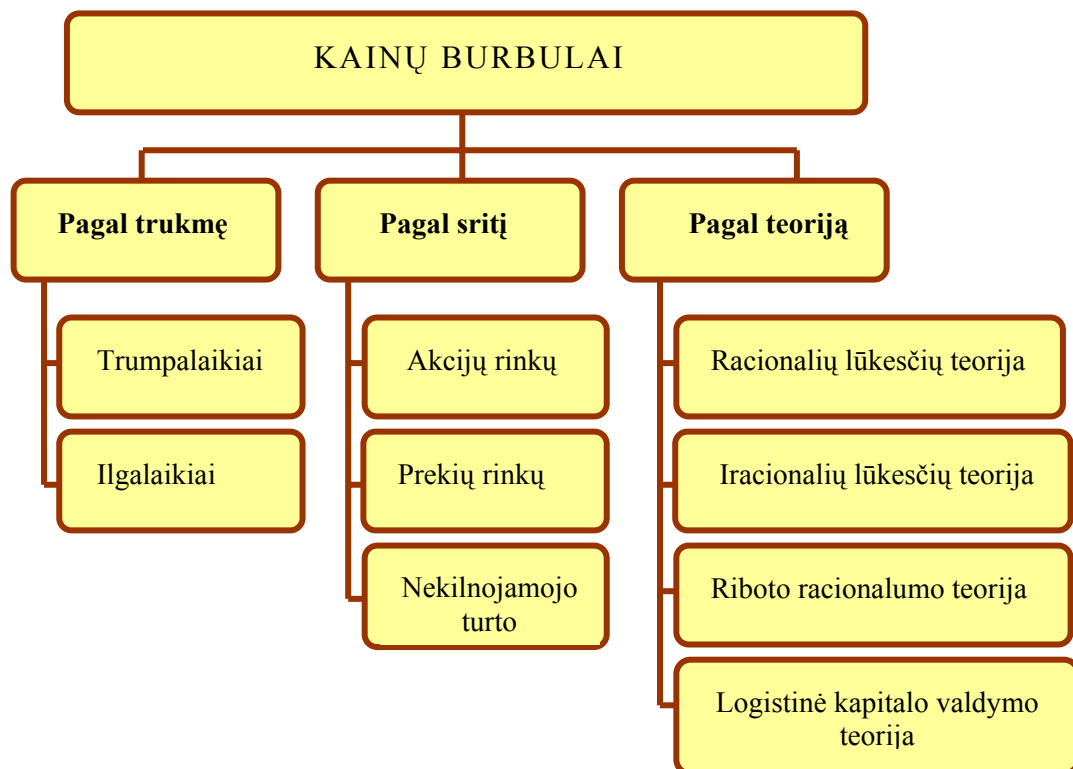 KAINŲ BURBULAI
Pagal trukmę
Pagal sritį
Pagal teoriją
Trumpalaikiai
Akcijų rinkų
Racionalių lūkesčių teorija
Ilgalaikiai
Prekių rinkų
Iracionalių lūkesčių teorija
Nekilnojamojo
turto
Riboto racionalumo teorija
Logistinė kapitalo valdymo
teorija